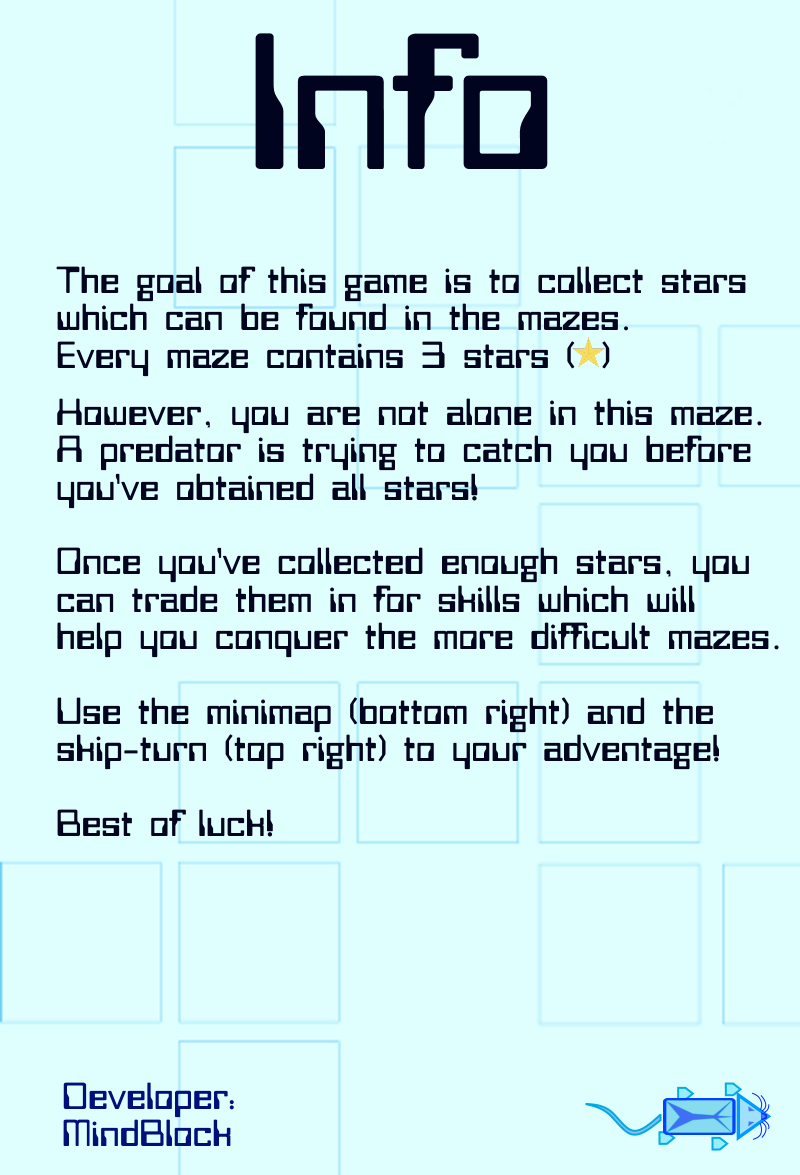 Info
The goal of this game is to collect stars
which can be found in the mazes.
Every maze contains 3 stars (⭐)
However, you are not alone in this maze.
A predator is trying to catch you before
you've obtained all stars!
Once you've collected enough stars, you
can trade them in for skills which will
help you conquer the more difficult mazes.
Use the minimap (bottom right) and the
skip-turn (top right) to your adventage!
Best of luck!
Developer:
MindBlock